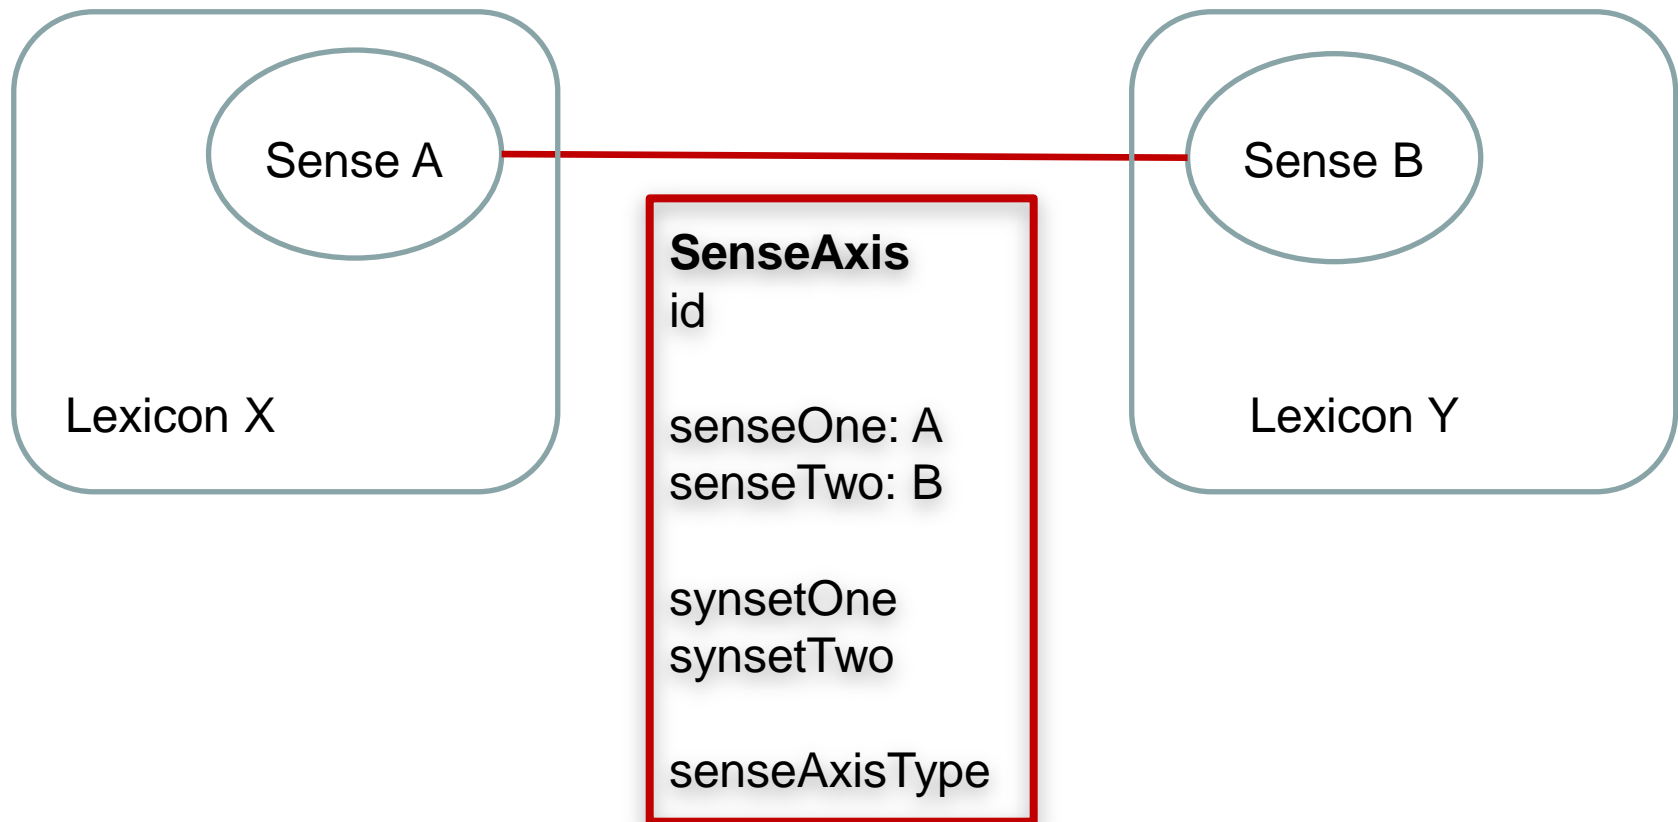 Sense A
Sense B
Lexicon X
Lexicon Y
SenseAxis
id
senseOne: A
senseTwo: B
synsetOne
synsetTwo
senseAxisType